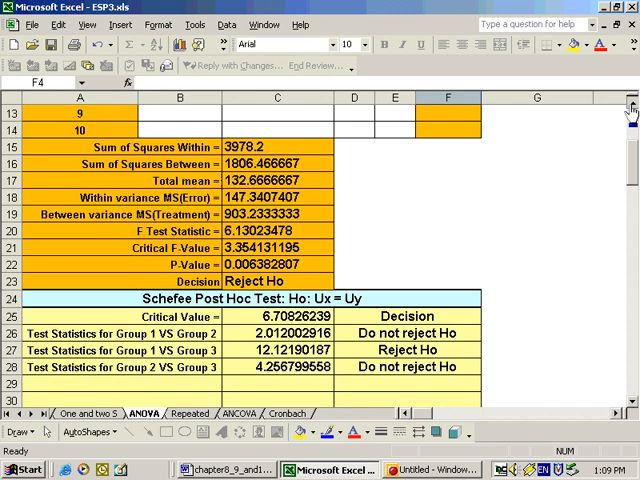 Microsoft Excel - ESP3.xls
File Edit View Insert Format Tools Data Window Help Type a question for help
Arial 10 B I U
Reply with Changes... End Review...
F4 fx
A B C D E F G
13 9
14 10
15 Sum of Squares Within = 3978.2
16 Sum of Squares Between = 1806.466667
17 Total mean = 132.6666667
18 Within variance MS(Error) = 147.3407407
19 Between variance MS(Treatment) = 903.2333333
20 F Test Statistic = 6.13023478
21 Critical F-Value = 3.354131195
22 P-Value = 0.006382807
23 Decision Reject Ho
24 Schefee Post Hoc Test: Ho: Ux = Uy
25 Critical Value = 6.70826239 Decision
26 Test Statistics for Group 1 VS Group 2 2.012002916 Do not reject Ho
27 Test Statistics for Group 1 VS Group 3 12.12190187 Reject Ho
28 Test Statistics for Group 2 VS Group 3 4.256799558 Do not reject Ho
29
30
One and two S ANOVA Repeated ANCOVA Cronbach
Draw AutoShapes
Ready NUM
Start chapter8_9_and1... Microsoft Excel - ESP... Untitled - Window... EN 1:09 PM